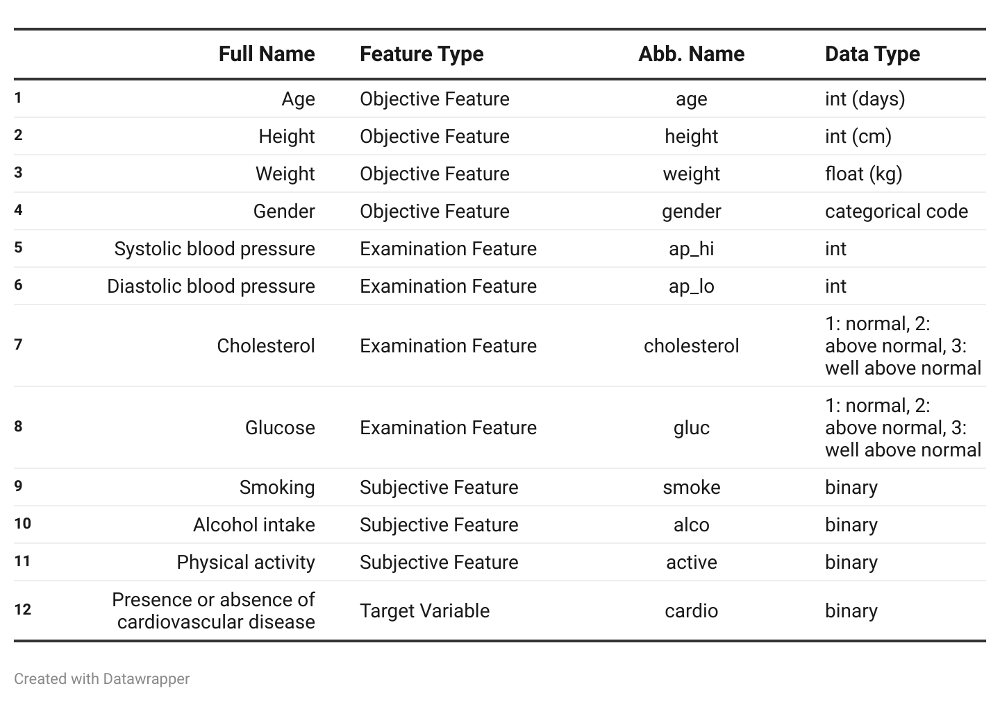 Full Name Feature Type Abb. Name Data Type
1 Age Objective Feature age int (days)
2 Height Objective Feature height int (cm)
3 Weight Objective Feature weight float (kg)
4 Gender Objective Feature gender categorical code
5 Systolic blood pressure Examination Feature ap_hi int
6 Diastolic blood pressure Examination Feature ap_lo int
7 Cholesterol Examination Feature cholesterol 1: normal, 2:
above normal, 3:
well above normal
8 Glucose Examination Feature gluc 1: normal, 2:
above normal, 3:
well above normal
9 Smoking Subjective Feature smoke binary
10 Alcohol intake Subjective Feature alco binary
11 Physical activity Subjective Feature active binary
12 Presence or absence of
cardiovascular disease Target Variable cardio binary
Created with Datawrapper